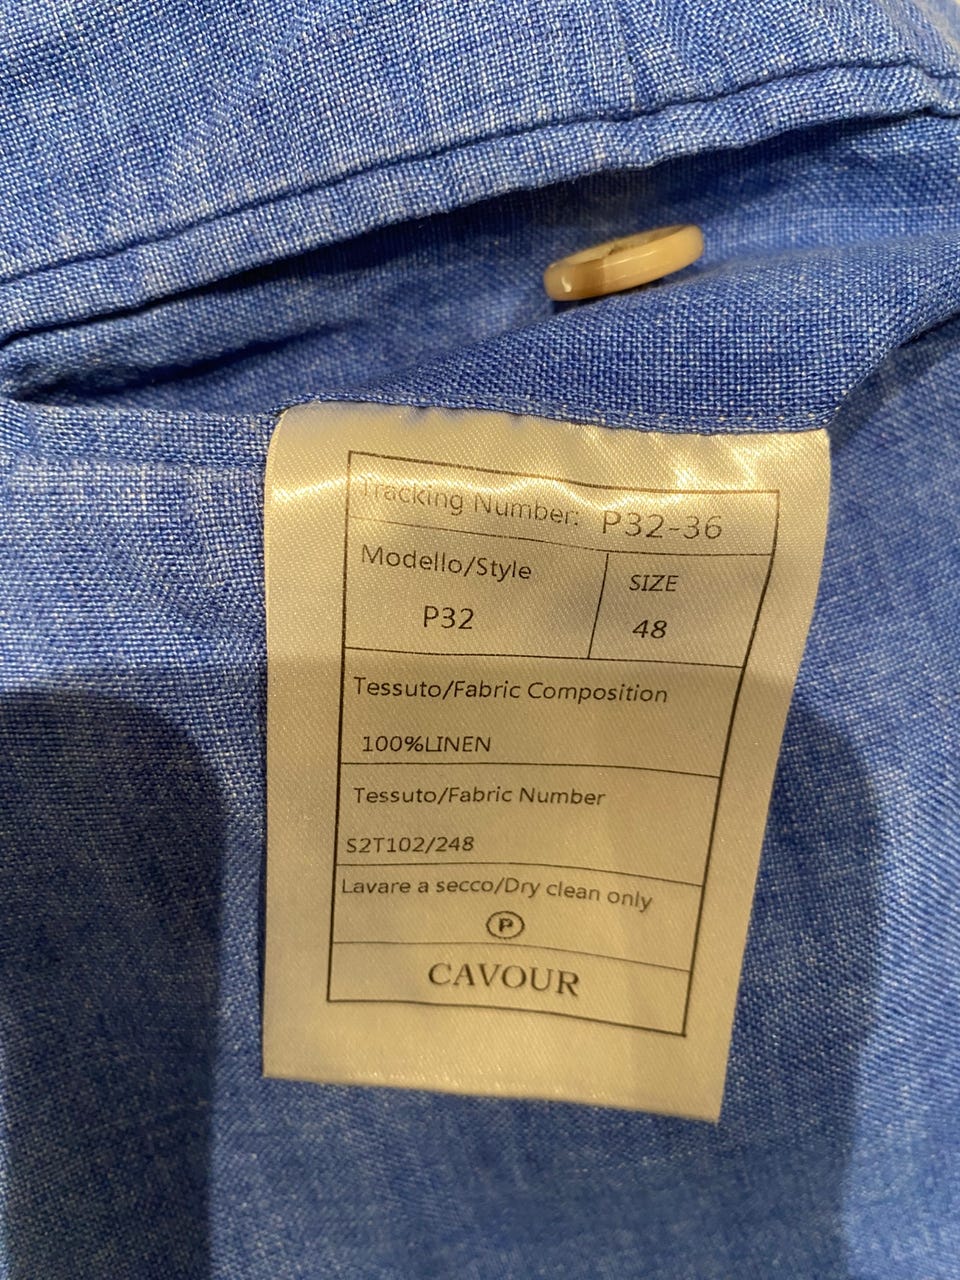 Tracking Number: P32-36
Modello/Style
SIZE
P32
48
Tessuto/Fabric Composition
100%LINEN
Tessuto/Fabric Number
S2T102/248
Lavare a secco/Dry clean only
P
CAVOUR